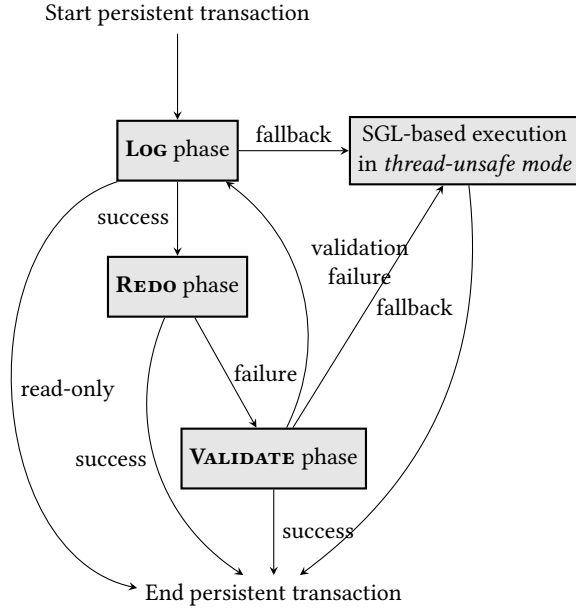 Start persistent transaction
LOG phase
fallback
SGL-based execution
in thread-unsafe mode
success
validation
failure
REDO phase
fallback
failure
read-only
success
VALIDATE phase
success
End persistent transaction